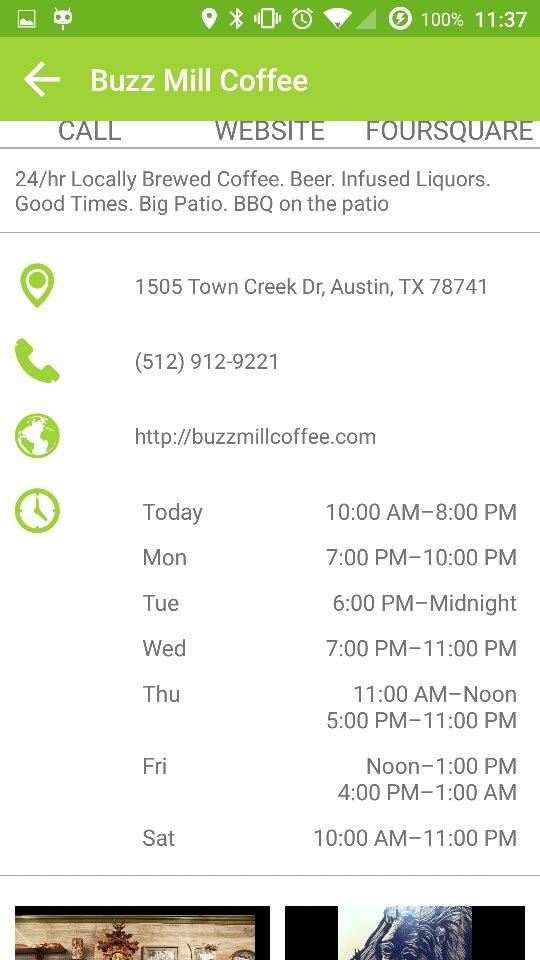 100% 11:37
Buzz Mill Coffee
CALL WEBSITE FOURSQUARE
24/hr Locally Brewed Coffee. Beer. Infused Liquors.
Good Times. Big Patio. BBQ on the patio
1505 Town Creek Dr, Austin, TX 78741
(512) 912-9221
http://buzzmillcoffee.com
Today 10:00 AM–8:00 PM
Mon 7:00 PM–10:00 PM
Tue 6:00 PM–Midnight
Wed 7:00 PM–11:00 PM
Thu 11:00 AM–Noon
5:00 PM–11:00 PM
Fri Noon–1:00 PM
4:00 PM–1:00 AM
Sat 10:00 AM–11:00 PM